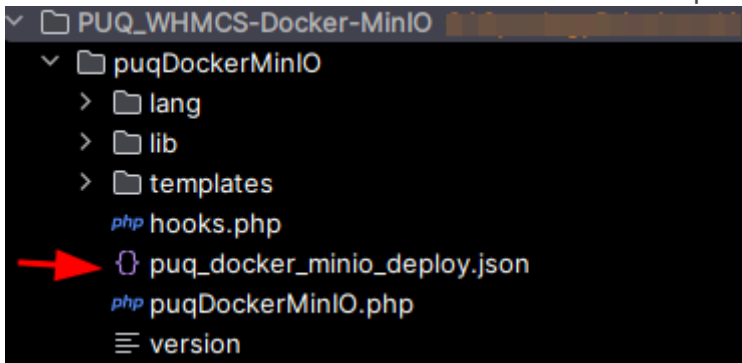 PUQ_WHMCS-Docker-MinIO
puqDockerMinIO
lang
lib
templates
php hooks.php
{} puq_docker_minio_deploy.json
php puqDockerMinIO.php
version